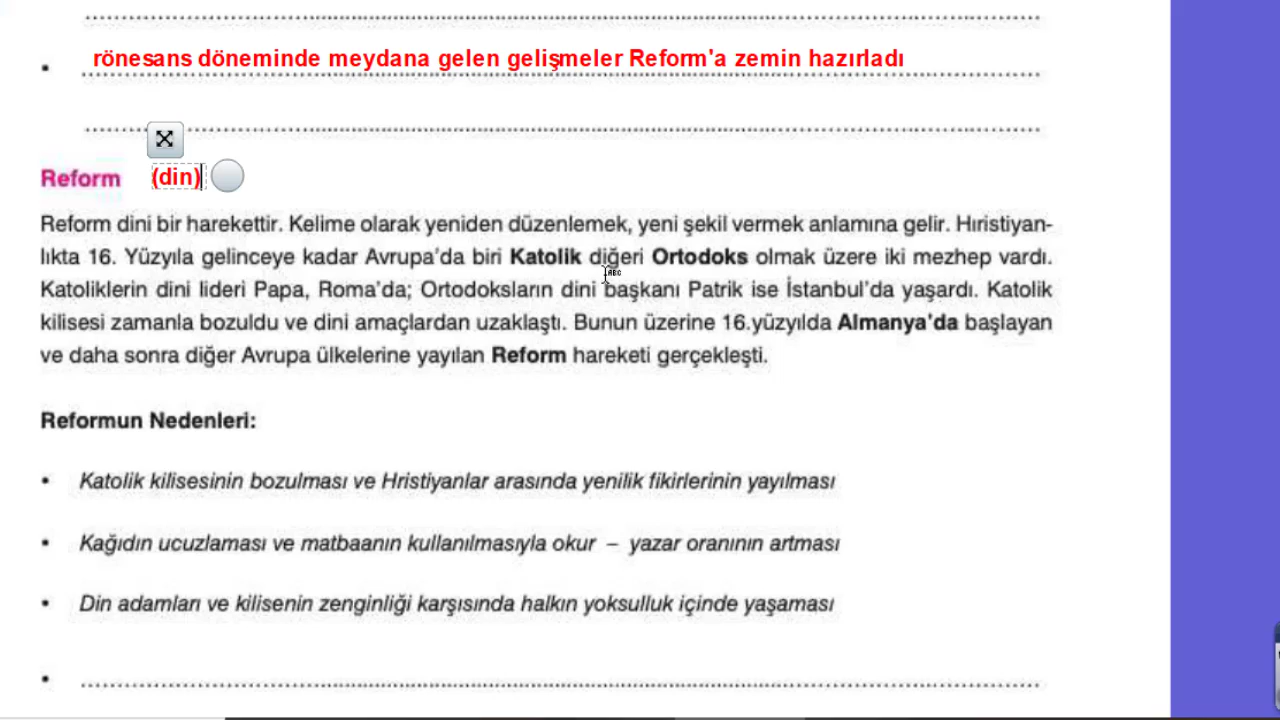 • rönesans döneminde meydana gelen gelişmeler Reform'a zemin hazırladı
Reform (din)
Reform dini bir harekettir. Kelime olarak yeniden düzenlemek, yeni şekil vermek anlamına gelir. Hıristiyan-
lıkta 16. Yüzyıla gelinceye kadar Avrupa'da biri Katolik diğeri Ortodoks olmak üzere iki mezhep vardı.
Katoliklerin dini lideri Papa, Roma'da; Ortodoksların dini başkanı Patrik ise İstanbul'da yaşardı. Katolik
kilisesi zamanla bozuldu ve dini amaçlardan uzaklaştı. Bunun üzerine 16.yüzyılda Almanya'da başlayan
ve daha sonra diğer Avrupa ülkelerine yayılan Reform hareketi gerçekleşti.
Reformun Nedenleri:
• Katolik kilisesinin bozulması ve Hristiyanlar arasında yenilik fikirlerinin yayılması
• Kağıdın ucuzlaması ve matbaanın kullanılmasıyla okur – yazar oranının artması
• Din adamları ve kilisenin zenginliği karşısında halkın yoksulluk içinde yaşaması
•